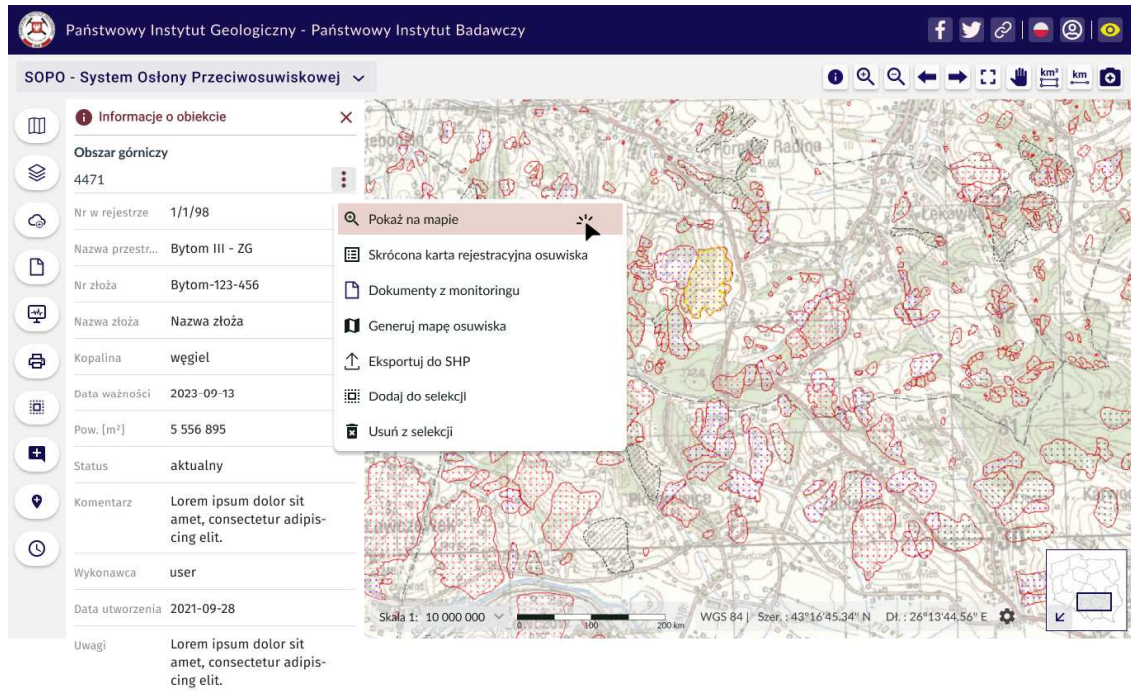 Państwowy Instytut Geologiczny - Państwowy Instytut Badawczy
SOPO - System Osłony Przeciwosuwiskowej
km²
km
Informacje o obiekcie
Obszar górniczy
4471
Nr w rejestrze 1/1/98
Nazwa przestr... Bytom III - ZG
Nr złoża Bytom-123-456
Nazwa złoża Nazwa złoża
Kopalina węgiel
Data ważności 2023-09-13
Pow. [m²] 5 556 895
Status aktualny
Komentarz Lorem ipsum dolor sit
amet, consectetur adipis-
cing elit.
Wykonawca user
Data utworzenia 2021-09-28
Uwagi Lorem ipsum dolor sit
amet, consectetur adipis-
cing elit.
Pokaż na mapie
Skrócona karta rejestracyjna osuwiska
Dokumenty z monitoringu
Generuj mapę osuwiska
Eksportuj do SHP
Dodaj do selekcji
Usuń z selekcji
Radlna
Łękawka
Skala 1: 10 000 000
0 100 200 km
WGS 84 | Szer. : 43°16'45.34" N Dł. : 26°13'44.56" E